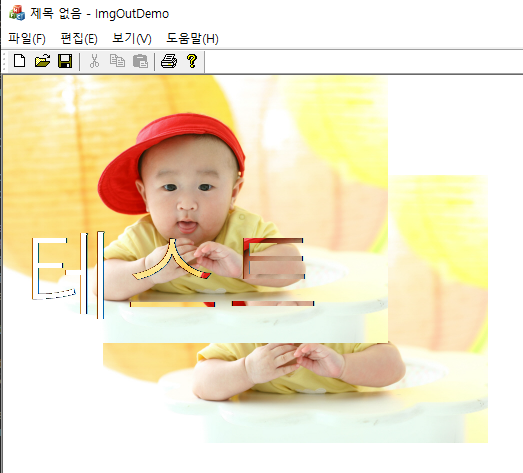 제목 없음 - ImgOutDemo
파일(F) 편집(E) 보기(V) 도움말(H)
테스트